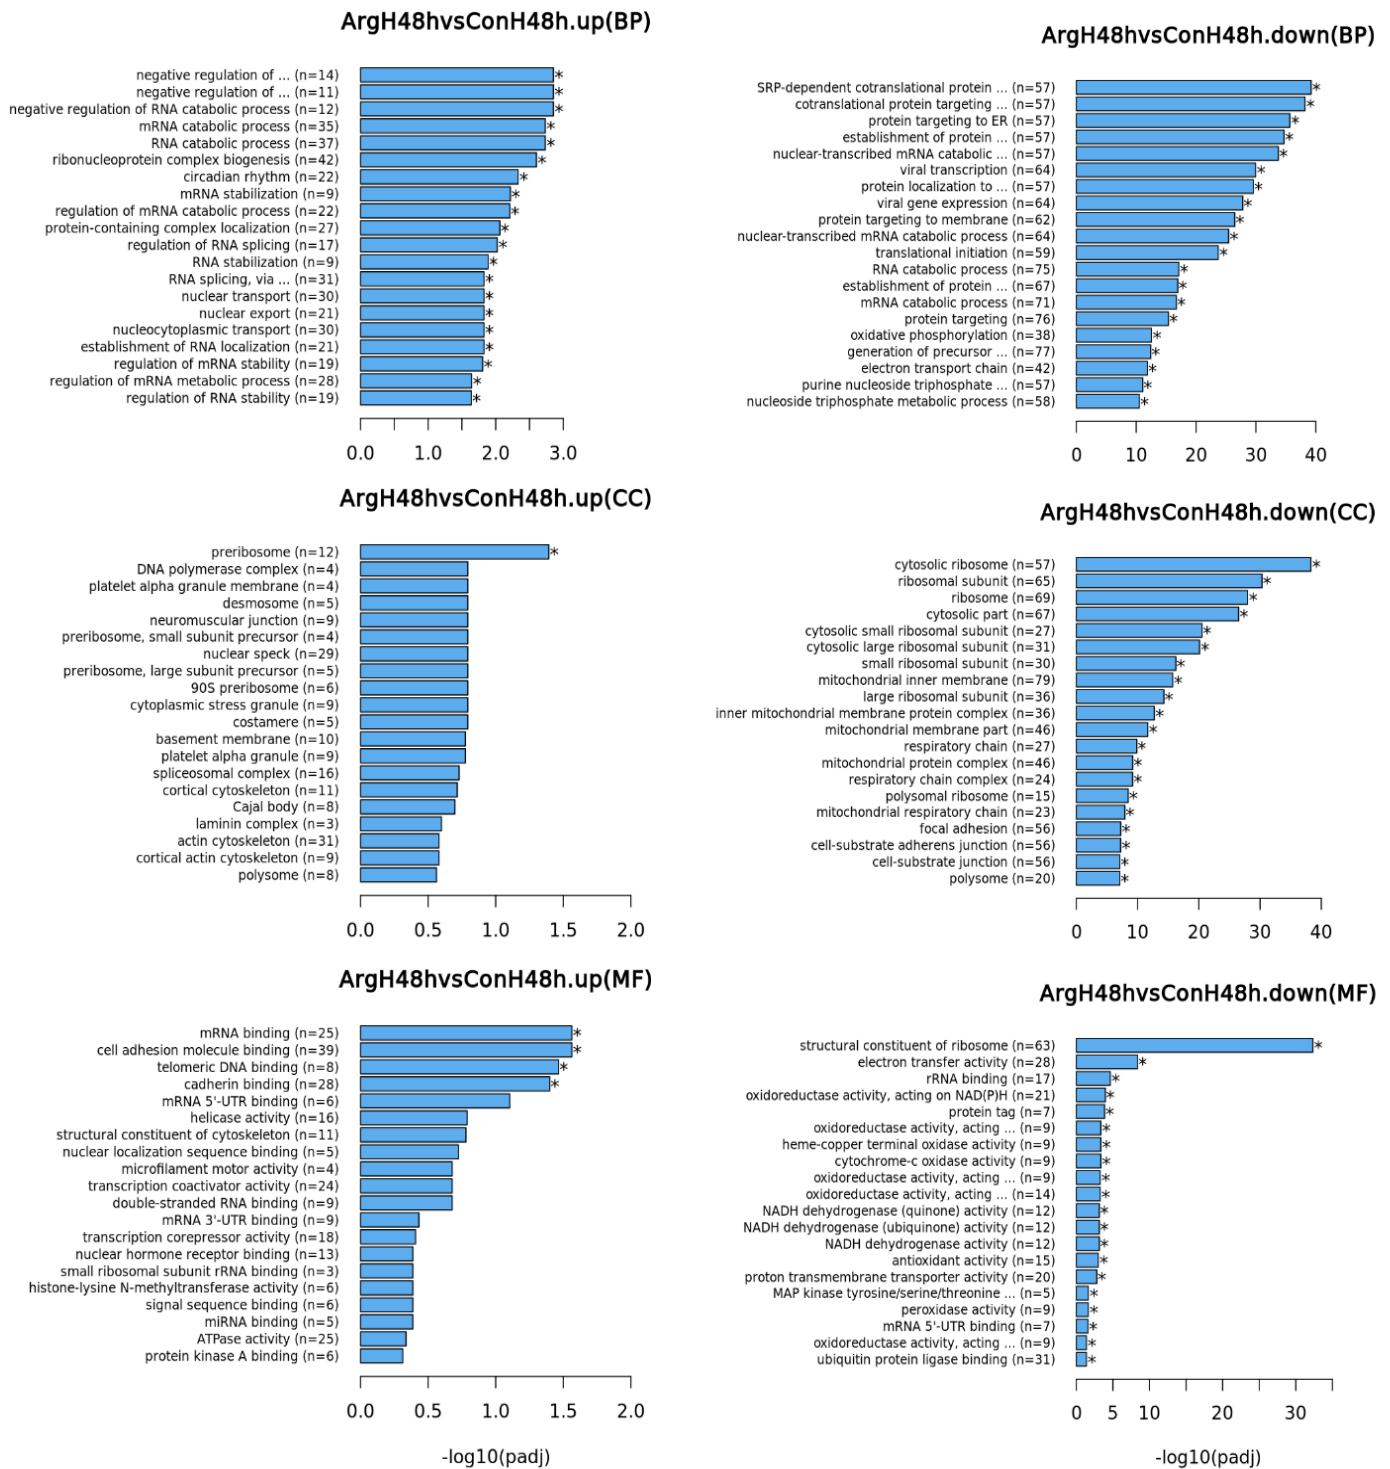 ArgH48hvsConH48h.up(BP)
negative regulation of ... (n=14)
negative regulation of ... (n=11)
negative regulation of RNA catabolic process (n=12)
mRNA catabolic process (n=35)
RNA catabolic process (n=37)
ribonucleoprotein complex biogenesis (n=42)
circadian rhythm (n=22)
mRNA stabilization (n=9)
regulation of mRNA catabolic process (n=22)
protein-containing complex localization (n=27)
regulation of RNA splicing (n=17)
RNA stabilization (n=9)
RNA splicing, via ... (n=31)
nuclear transport (n=30)
nuclear export (n=21)
nucleocytoplasmic transport (n=30)
establishment of RNA localization (n=21)
regulation of mRNA stability (n=19)
regulation of mRNA metabolic process (n=28)
regulation of RNA stability (n=19)
0.0 1.0 2.0 3.0
ArgH48hvsConH48h.down(BP)
SRP-dependent cotranslational protein ... (n=57)
cotranslational protein targeting ... (n=57)
protein targeting to ER (n=57)
establishment of protein ... (n=57)
nuclear-transcribed mRNA catabolic ... (n=57)
viral transcription (n=64)
protein localization to ... (n=57)
viral gene expression (n=64)
protein targeting to membrane (n=62)
nuclear-transcribed mRNA catabolic process (n=64)
translational initiation (n=59)
RNA catabolic process (n=75)
establishment of protein ... (n=67)
mRNA catabolic process (n=71)
protein targeting (n=76)
oxidative phosphorylation (n=38)
generation of precursor ... (n=77)
electron transport chain (n=42)
purine nucleoside triphosphate ... (n=57)
nucleoside triphosphate metabolic process (n=58)
0 10 20 30 40
ArgH48hvsConH48h.up(CC)
preribosome (n=12)
DNA polymerase complex (n=4)
platelet alpha granule membrane (n=4)
desmosome (n=5)
neuromuscular junction (n=9)
preribosome, small subunit precursor (n=4)
nuclear speck (n=29)
preribosome, large subunit precursor (n=5)
90S preribosome (n=6)
cytoplasmic stress granule (n=9)
costamere (n=5)
basement membrane (n=10)
platelet alpha granule (n=9)
spliceosomal complex (n=16)
cortical cytoskeleton (n=11)
Cajal body (n=8)
laminin complex (n=3)
actin cytoskeleton (n=31)
cortical actin cytoskeleton (n=9)
polysome (n=8)
0.0 0.5 1.0 1.5 2.0
ArgH48hvsConH48h.down(CC)
cytosolic ribosome (n=57)
ribosomal subunit (n=65)
ribosome (n=69)
cytosolic part (n=67)
cytosolic small ribosomal subunit (n=27)
cytosolic large ribosomal subunit (n=31)
small ribosomal subunit (n=30)
mitochondrial inner membrane (n=79)
large ribosomal subunit (n=36)
inner mitochondrial membrane protein complex (n=36)
mitochondrial membrane part (n=46)
respiratory chain (n=27)
mitochondrial protein complex (n=46)
respiratory chain complex (n=24)
polysomal ribosome (n=15)
mitochondrial respiratory chain (n=23)
focal adhesion (n=56)
cell-substrate adherens junction (n=56)
cell-substrate junction (n=56)
polysome (n=20)
0 10 20 30 40
ArgH48hvsConH48h.up(MF)
mRNA binding (n=25)
cell adhesion molecule binding (n=39)
telomeric DNA binding (n=8)
cadherin binding (n=28)
mRNA 5'-UTR binding (n=6)
helicase activity (n=16)
structural constituent of cytoskeleton (n=11)
nuclear localization sequence binding (n=5)
microfilament motor activity (n=4)
transcription coactivator activity (n=24)
double-stranded RNA binding (n=9)
mRNA 3'-UTR binding (n=9)
transcription corepressor activity (n=18)
nuclear hormone receptor binding (n=13)
small ribosomal subunit rRNA binding (n=3)
histone-lysine N-methyltransferase activity (n=6)
signal sequence binding (n=6)
miRNA binding (n=5)
ATPase activity (n=25)
protein kinase A binding (n=6)
0.0 0.5 1.0 1.5 2.0
-log10(padj)
ArgH48hvsConH48h.down(MF)
structural constituent of ribosome (n=63)
electron transfer activity (n=28)
rRNA binding (n=17)
oxidoreductase activity, acting on NAD(P)H (n=21)
protein tag (n=7)
oxidoreductase activity, acting ... (n=9)
heme-copper terminal oxidase activity (n=9)
cytochrome-c oxidase activity (n=9)
oxidoreductase activity, acting ... (n=9)
oxidoreductase activity, acting ... (n=14)
NADH dehydrogenase (quinone) activity (n=12)
NADH dehydrogenase (ubiquinone) activity (n=12)
NADH dehydrogenase activity (n=12)
antioxidant activity (n=15)
proton transmembrane transporter activity (n=20)
MAP kinase tyrosine/serine/threonine ... (n=5)
peroxidase activity (n=9)
mRNA 5'-UTR binding (n=7)
oxidoreductase activity, acting ... (n=9)
ubiquitin protein ligase binding (n=31)
0 5 10 20 30
-log10(padj)